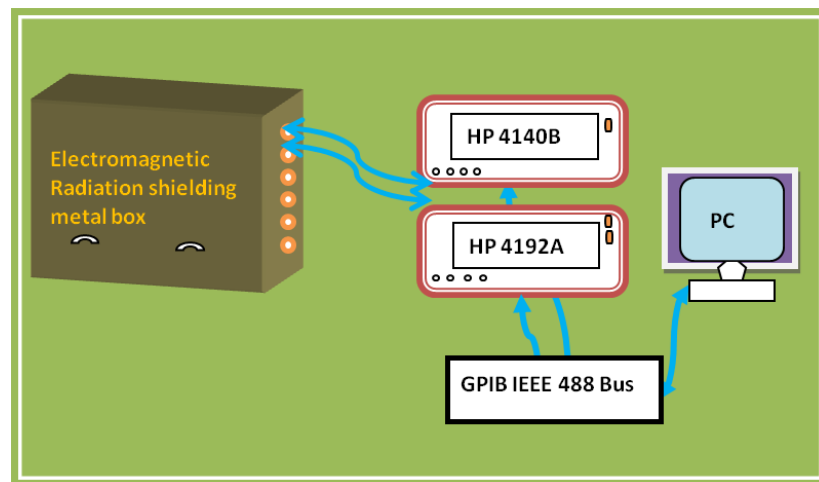 Electromagnetic
Radiation shielding
metal box
HP 4140B
HP 4192A
PC
GPIB IEEE 488 Bus